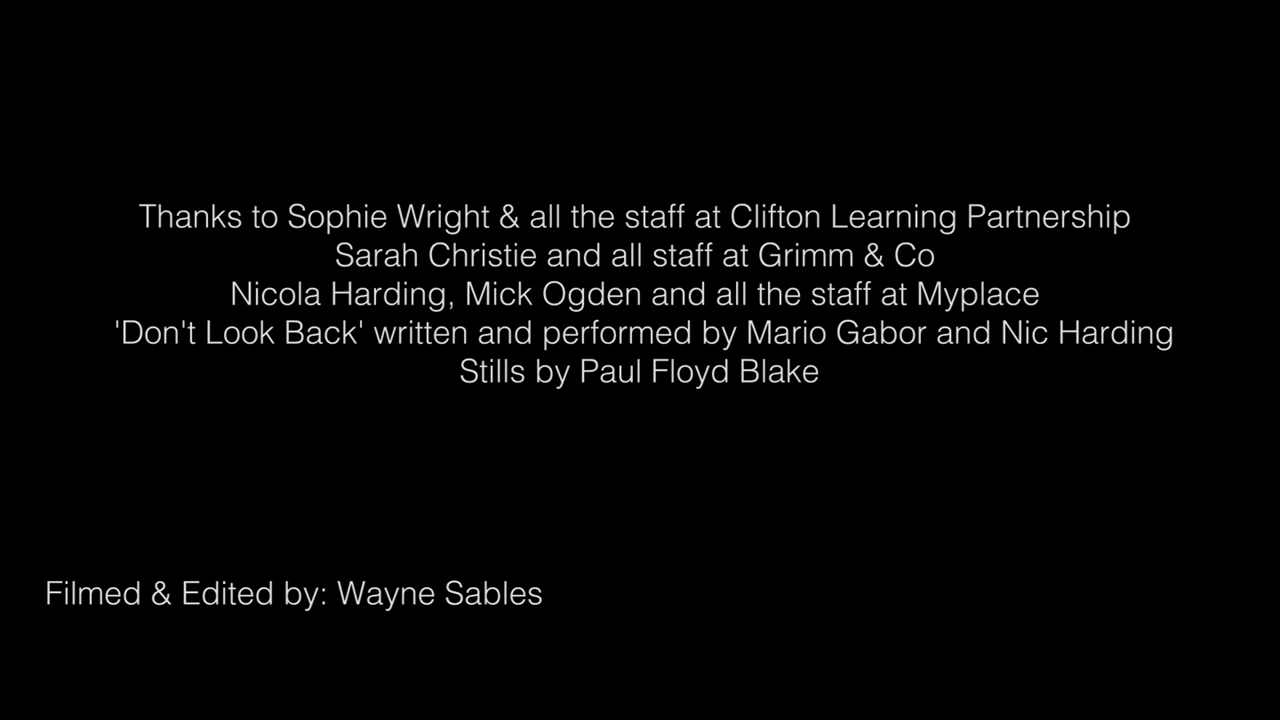 Thanks to Sophie Wright & all the staff at Clifton Learning Partnership
Sarah Christie and all staff at Grimm & Co
Nicola Harding, Mick Ogden and all the staff at Myplace
'Don't Look Back' written and performed by Mario Gabor and Nic Harding
Stills by Paul Floyd Blake
Filmed & Edited by: Wayne Sables